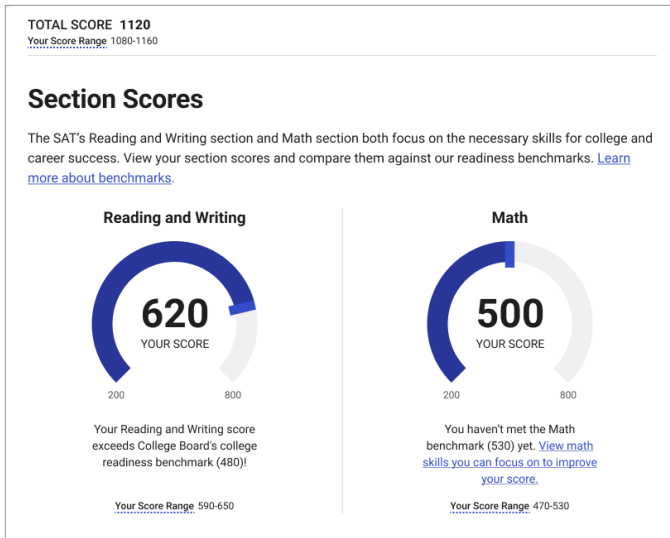 TOTAL SCORE 1120
Your Score Range 1080-1160
Section Scores
The SAT's Reading and Writing section and Math section both focus on the necessary skills for college and
career success. View your section scores and compare them against our readiness benchmarks. Learn
more about benchmarks.
Reading and Writing
620
YOUR SCORE
200 800
Your Reading and Writing score
exceeds College Board's college
readiness benchmark (480)!
Your Score Range 590-650
Math
500
YOUR SCORE
200 800
You haven't met the Math
benchmark (530) yet. View math
skills you can focus on to improve
your score.
Your Score Range 470-530